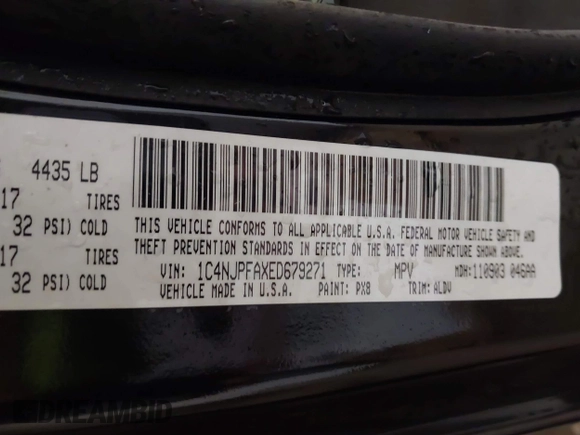 4435 LB
17 TIRES
32 PSI) COLD
17 TIRES
32 PSI) COLD
THIS VEHICLE CONFORMS TO ALL APPLICABLE U.S.A. FEDERAL MOTOR VEHICLE SAFETY AND
THEFT PREVENTION STANDARDS IN EFFECT ON THE DATE OF MANUFACTURE SHOWN ABOVE.
VIN: 1C4NJPFAXED679271 TYPE: MPV MDH:110903 046AA
VEHICLE MADE IN U.S.A. PAINT: PX8 TRIM: ALDV
DREAMBID